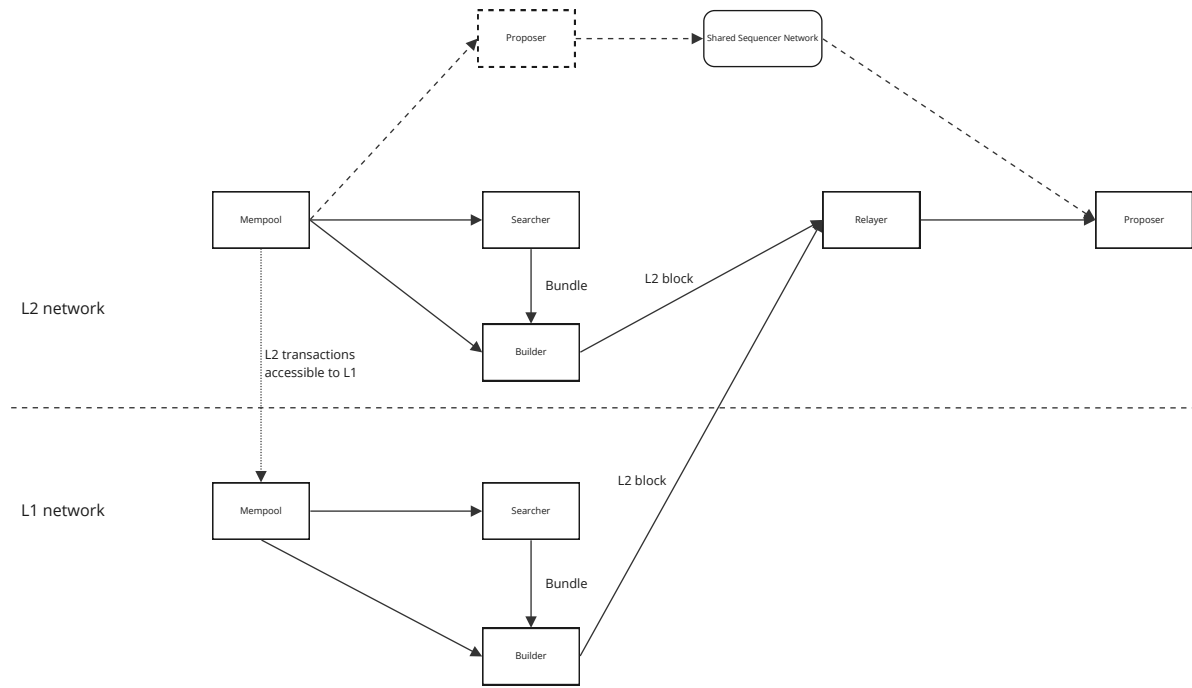 Proposer
Shared Sequencer Network
Mempool
Searcher
Relayer
Proposer
Bundle
L2 block
L2 network
Builder
L2 transactions
accessible to L1
L2 block
L1 network
Mempool
Searcher
Bundle
Builder